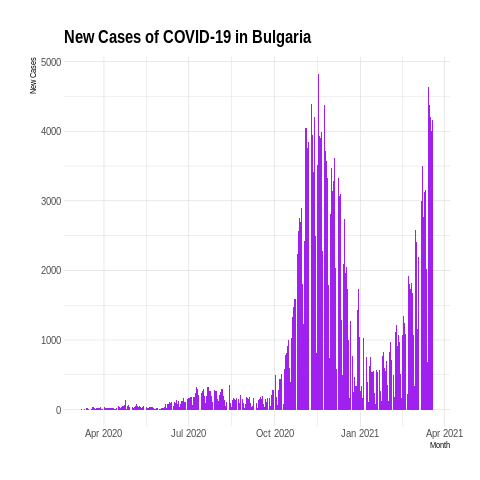 New Cases of COVID-19 in Bulgaria
New Cases
5000
4000
3000
2000
1000
0
Apr 2020 Jul 2020 Oct 2020 Jan 2021 Apr 2021
Month